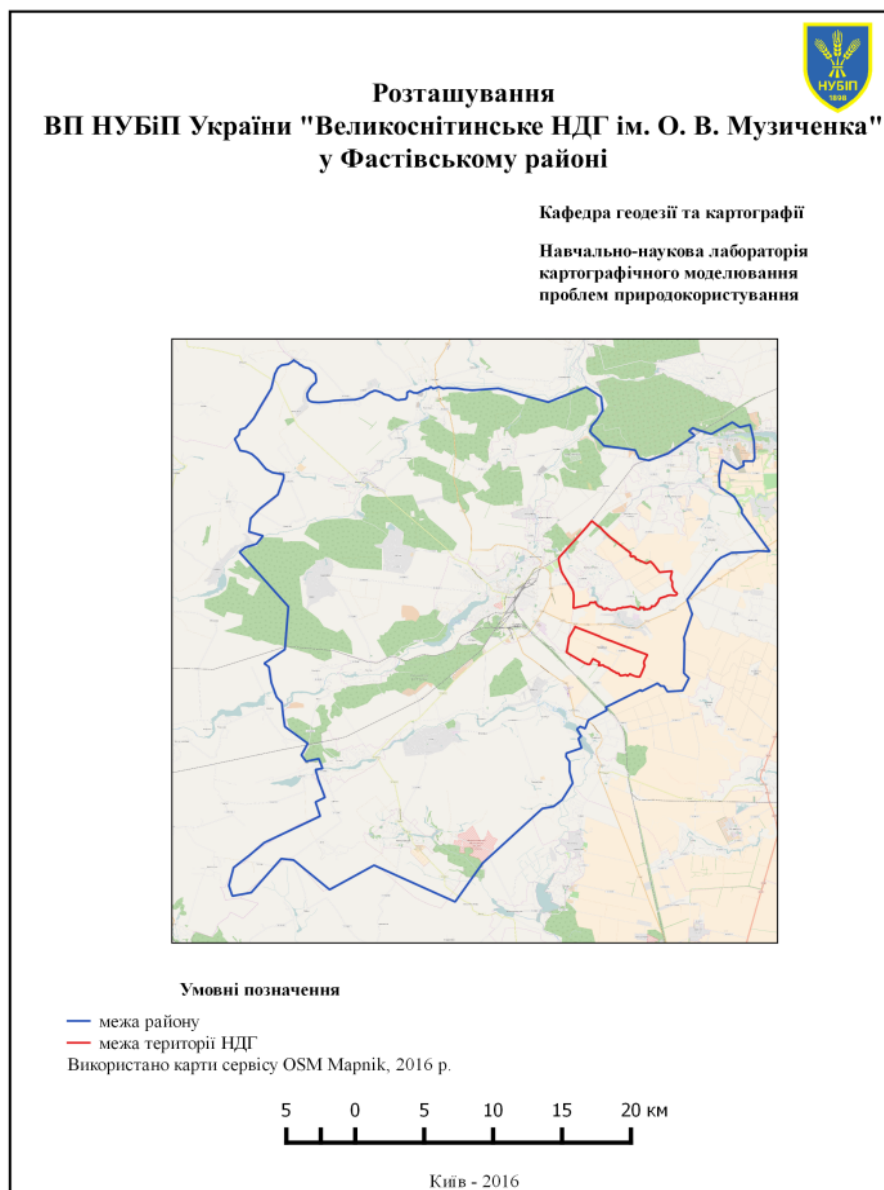 НУБІП
1898
Розташування
ВП НУБіП України "Великоснітинське НДГ ім. О. В. Музиченка"
у Фастівському районі
Кафедра геодезії та картографії
Навчально-наукова лабораторія
картографічного моделювання
проблем природокористування
Умовні позначення
межа району
межа території НДГ
Використано карти сервісу OSM Mapnik, 2016 р.
5 0 5 10 15 20 км
Київ - 2016